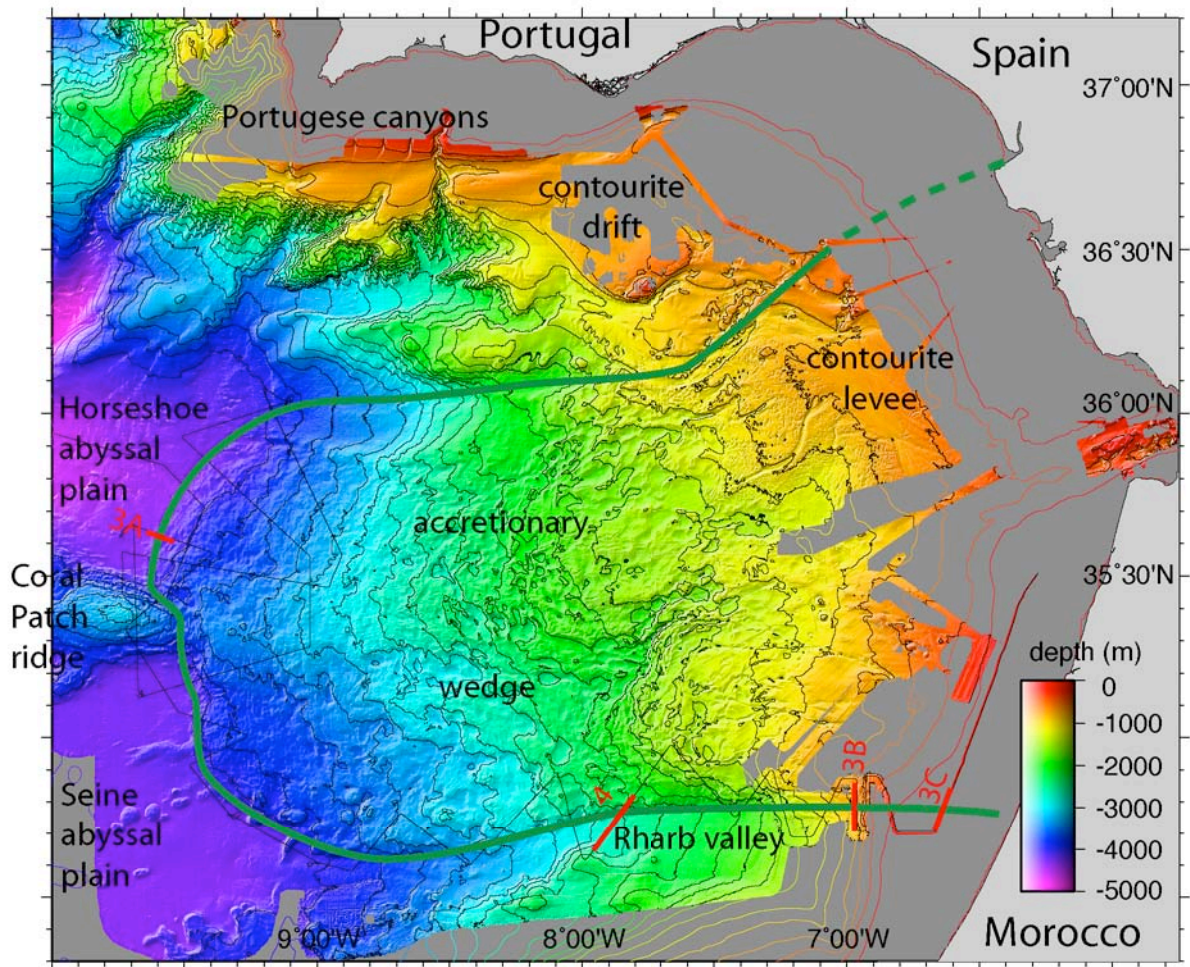 Portugal
Spain
37°00'N
Portugese canyons
contourite
drift
36°30'N
contourite
levee
Horseshoe
abyssal
plain
36°00'N
3A
accretionary
Coral
Patch
ridge
35°30'N
depth (m)
0
-1000
-2000
-3000
-4000
-5000
wedge
3B
3C
4
Seine
abyssal
plain
Rharb valley
9°00'W
8°00'W
7°00'W
Morocco